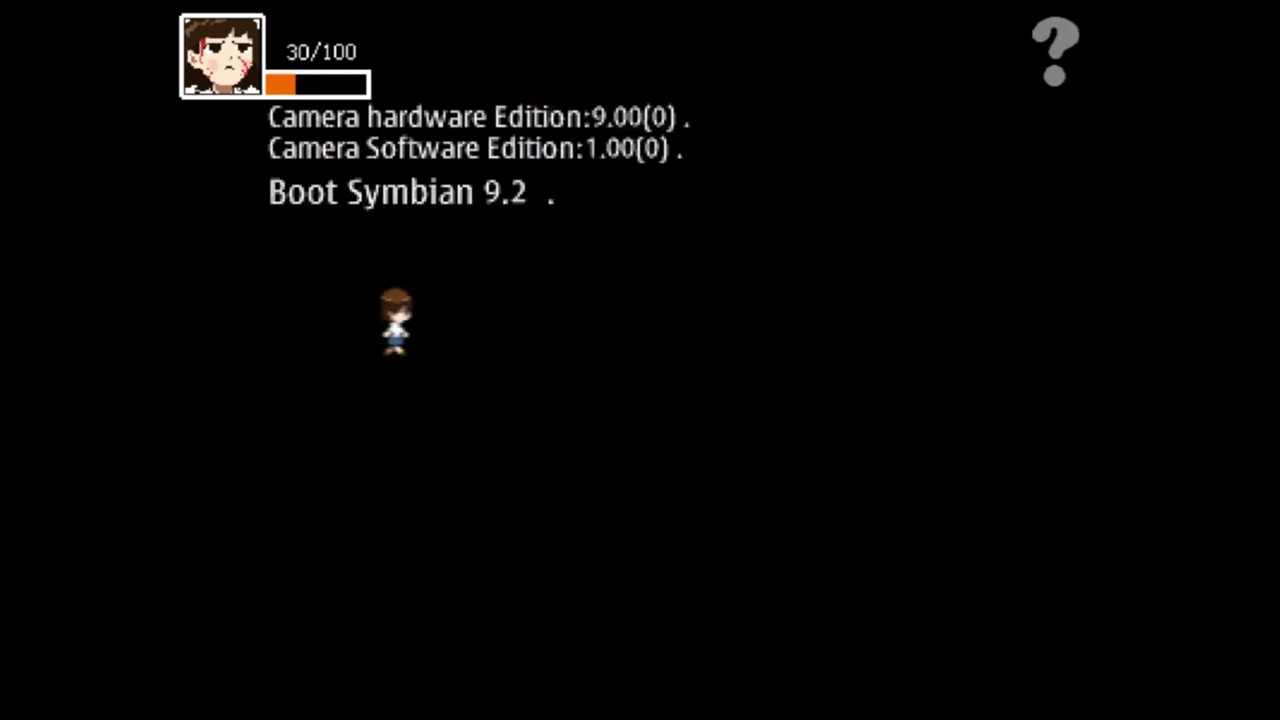 30/100
?
Camera hardware Edition:9.00(0) .
Camera Software Edition:1.00(0) .
Boot Symbian 9.2 .